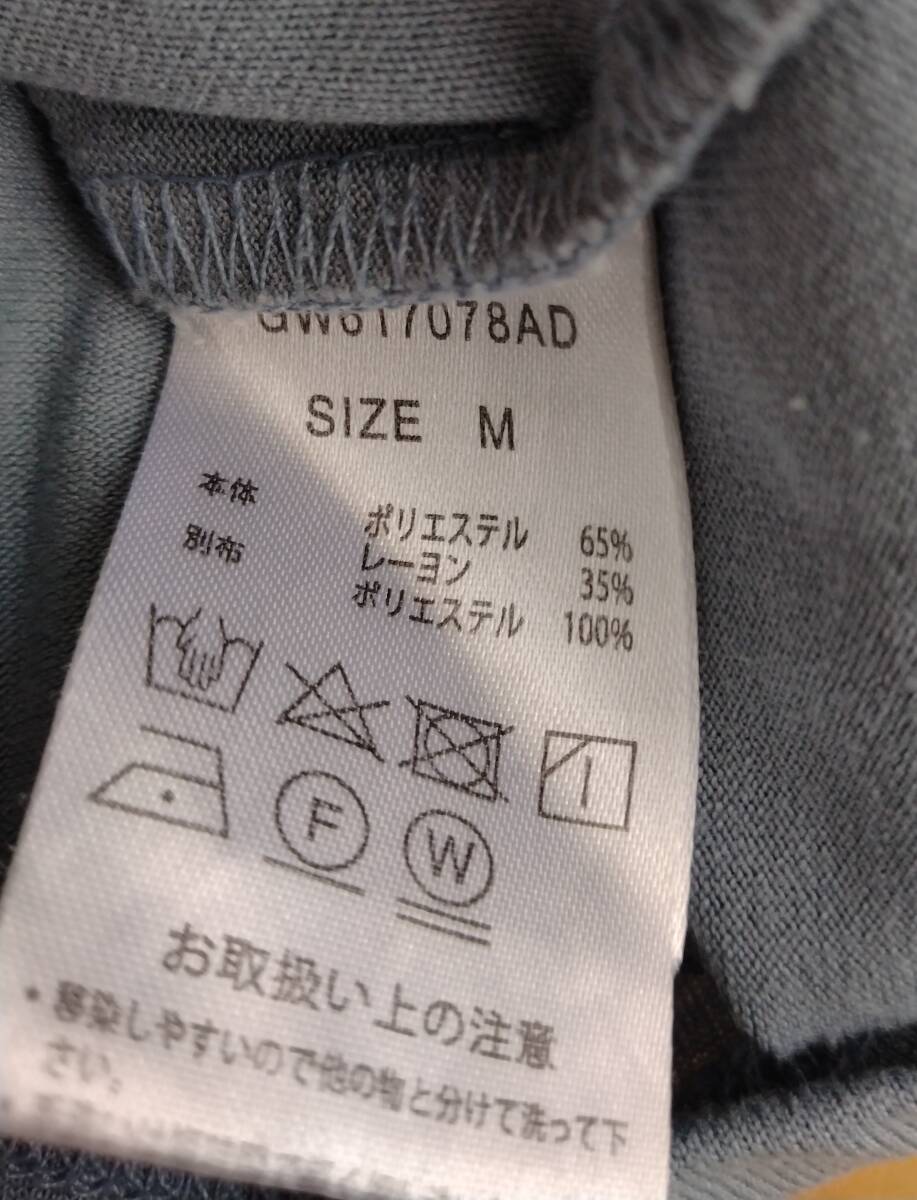 GW617078AD
SIZE M
本体 ポリエステル 65%
レーヨン 35%
別布 ポリエステル 100%
F
W
お取扱い上の注意
・移染しやすいので他の物と分けて洗って下
さい。